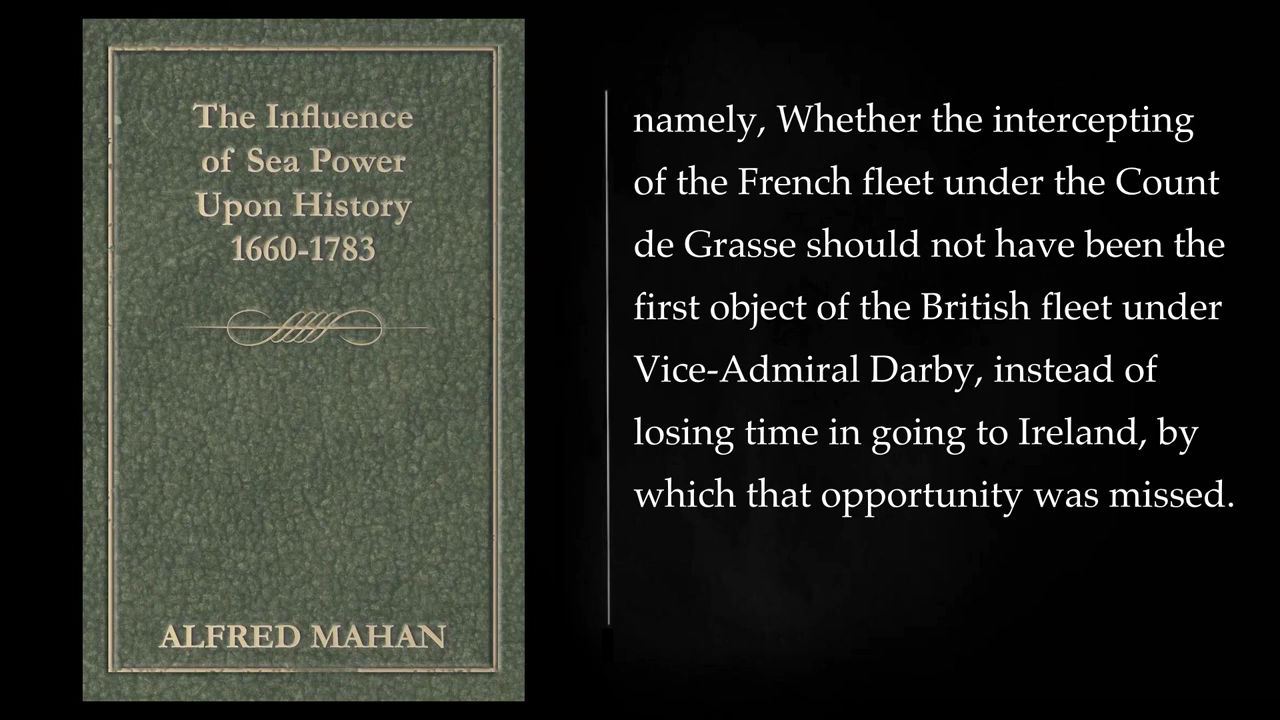 The Influence
of Sea Power
Upon History
1660-1783
ALFRED MAHAN
namely, Whether the intercepting
of the French fleet under the Count
de Grasse should not have been the
first object of the British fleet under
Vice-Admiral Darby, instead of
losing time in going to Ireland, by
which that opportunity was missed.